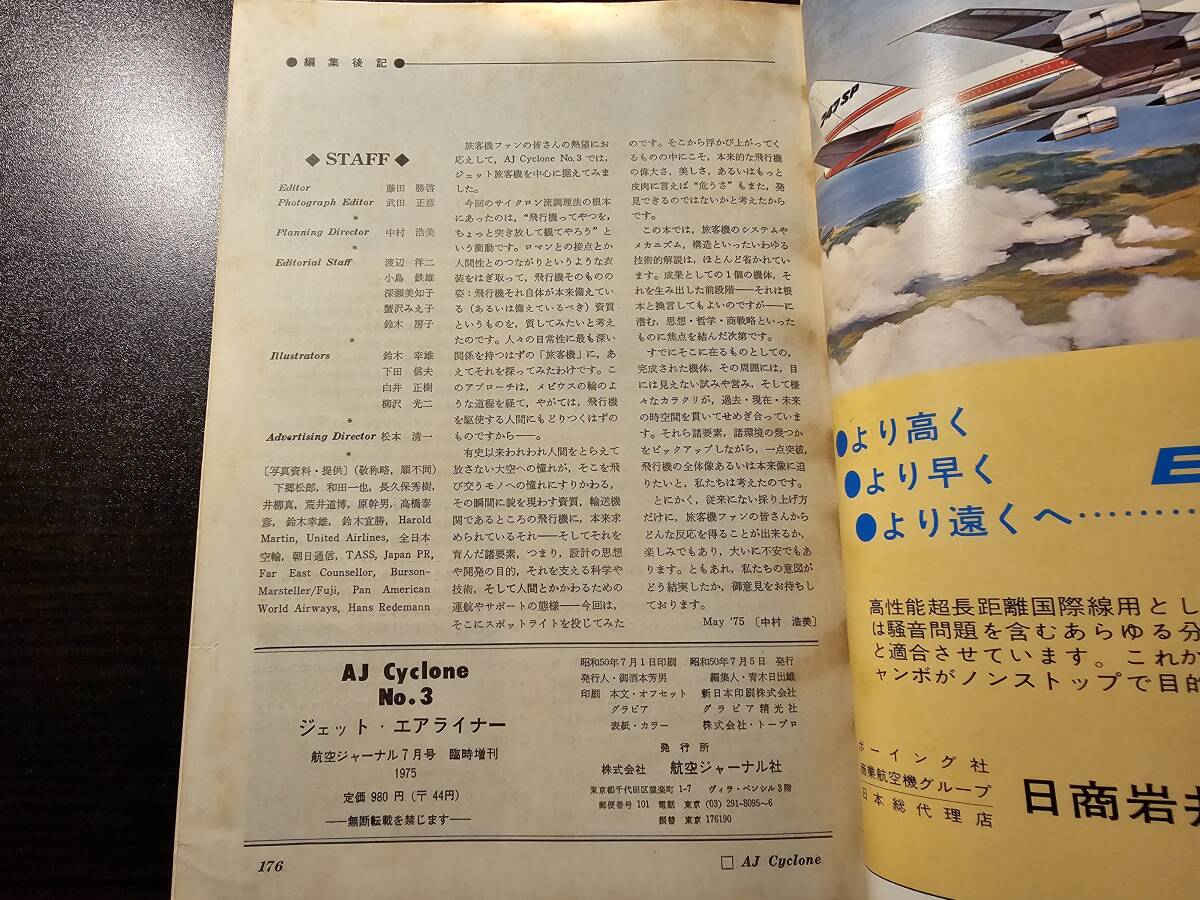 ●編集後記●
◆ STAFF ◆
Editor 藤田 勝啓
Photograph Editor 武田 正彦
*
Planning Director 中村 浩美
*
Editorial Staff 渡辺 洋二
小島 鉄雄
深瀬美知子
蟹沢みえ子
鈴木 房子
*
Illustrators 鈴木 幸雄
下田 信夫
白井 正樹
柳沢 光二
*
Advertising Director 松本 清一
*
〔写真資料・提供〕(敬称略，順不同)
下郷松郎，和田一也，長久保秀樹，
井柳真，荒井道博，原幹男，高橋泰
彦，鈴木幸雄，鈴木宜勝，Harold
Martin, United Airlines, 全日本
空輸，朝日通信，TASS, Japan PR,
Far East Counsellor, Burson-
Marsteller/Fuji, Pan American
World Airways, Hans Redemann
旅客機ファンの皆さんの熱望にお
応えして，AJ Cyclone No.3 では，
ジェット旅客機を中心に据えてみま
した。
今回のサイクロン流調理法の根本
にあったのは，“飛行機ってやつを，
ちょっと突き放して観てやろう”と
いう衝動です。ロマンとの接点とか
人間性とのつながりというような衣
装をはぎ取って，飛行機そのものの
姿：飛行機それ自体が本来備えてい
る(あるいは備えているべき)資質
というものを，質してみたいと考え
たのです。人々の日常性に最も深い
関係を持つはずの「旅客機」に，あ
えてそれを探ってみたわけです。こ
のアプローチは，メビウスの輪のよ
うな道程を経て，やがては，飛行機
を駆使する人間にもどりつくはずの
ものですから――。
有史以来われわれ人間をとらえて
放さない大空への憧れが，そこを飛
び交うモノへの憧れにすりかわる，
その瞬間に貌を現わす資質，輸送機
関であるところの飛行機に，本来求
められているそれ――そしてそれを
育んだ諸要素，つまり，設計の思想
や開発の目的，それを支える科学や
技術，そして人間とかかわるための
運航やサポートの態様――今回は，
そこにスポットライトを投じてみた
のです。そこから浮かび上がってく
るものの中にこそ，本来的な飛行機
の偉大さ，美しさ，あるいはもっと
皮肉に言えば“危うさ”もまた，発
見できるのではないかと考えたから
です。
この本では，旅客機のシステムや
メカニズム，構造といったいわゆる
技術的解説は，ほとんど省かれてい
ます。成果としての1個の機体，そ
れを生み出した前段階――それは根
本と換言してもよいのですが――に
潜む，思想・哲学・商戦略といった
ものに焦点を結んだ次第です。
すでにそこに在るものとしての，
完成された機体，その周囲には，目
には見えない試みや営み，そして様
々なカラクリが，過去・現在・未来
の時空間を貫いてせめぎ合っていま
す。それら諸要素，諸環境の幾つか
をピックアップしながら，一点突破，
飛行機の全体像あるいは本来像に迫
りたいと，私たちは考えたのです。
とにかく，従来にない採り上げ方
だけに，旅客機ファンの皆さんから
どんな反応を得ることが出来るか，
楽しみでもあり，大いに不安でもあ
ります。ともあれ，私たちの意図が
どう結実したか，御意見をお待ちし
ております。
May '75 〔中村 浩美〕
AJ Cyclone
No.3
ジェット・エアライナー
航空ジャーナル7月号 臨時増刊
1975
定価 980 円 (〒 44円)
――無断転載を禁じます――
昭和50年7月1日印刷 昭和50年7月5日 発行
発行人・御酒本芳男 編集人・青木日出雄
印刷 本文・オフセット 新日本印刷株式会社
グラビア グラビア精光社
表紙・カラー 株式会社・トープロ
発行所
株式会社 航空ジャーナル社
東京都千代田区猿楽町 1-7 ヴィラ・ペンシル3階
郵便番号 101 電話 東京 (03) 291-8095~6
振替 東京 176190
176
□ AJ Cyclone
747SP
●より高く
●より早く
●より遠くへ………
高性能超長距離国際線用とし
は騒音問題を含むあらゆる分
と適合させています。これか
ャンボがノンストップで目的
ボーイング社
商業航空機グループ
日本総代理店
日商岩井